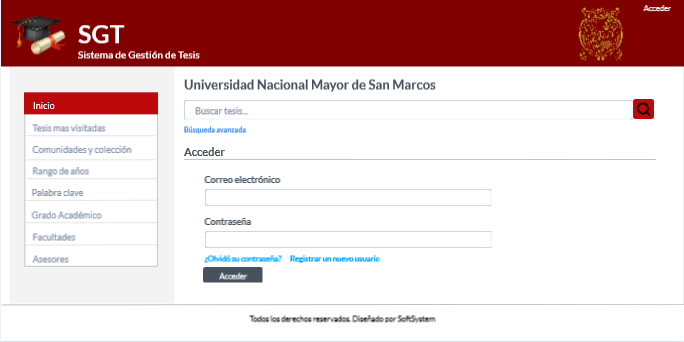 Acceder
SGT
Sistema de Gestión de Tesis
Universidad Nacional Mayor de San Marcos
Inicio
Tesis mas visitadas
Comunidades y colección
Rango de años
Palabra clave
Grado Académico
Facultades
Asesores
Buscar tesis...
Búsqueda avanzada
Acceder
Correo electrónico
Contraseña
¿Olvidó su contraseña? Registrar un nuevo usuario
Acceder
Todos los derechos reservados. Diseñado por SoftSystem